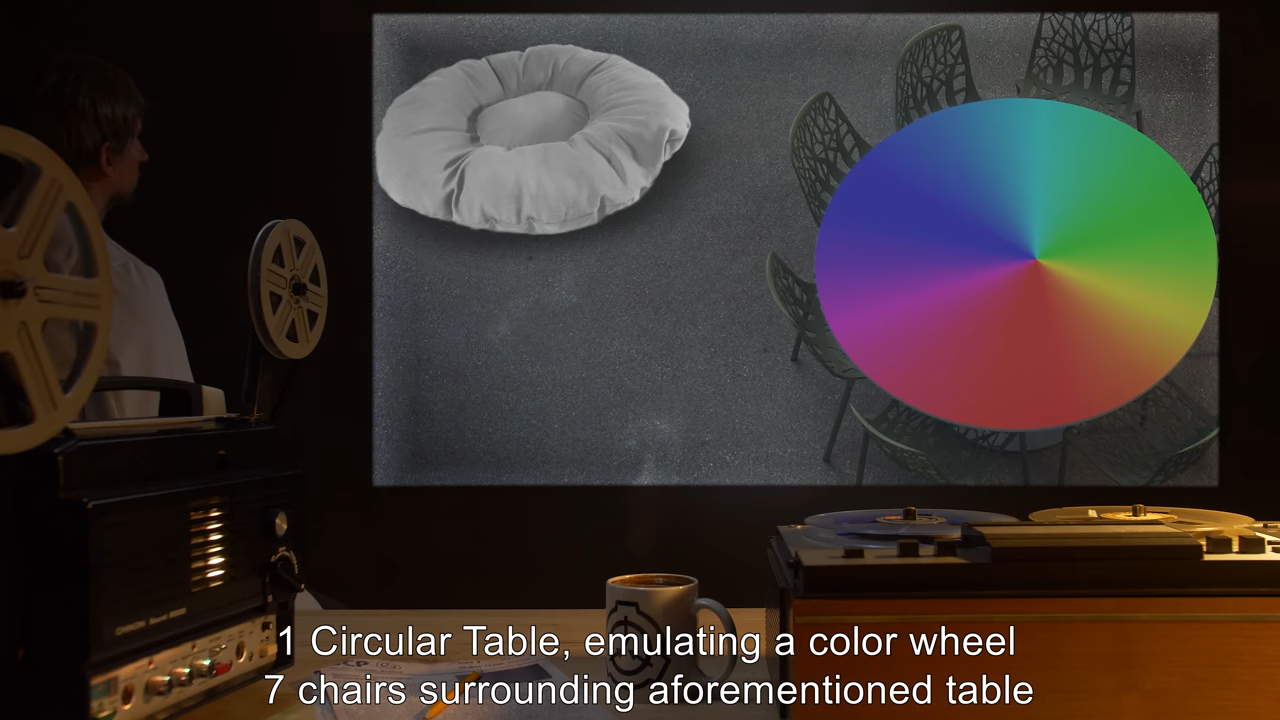 1 Circular Table, emulating a color wheel
7 chairs surrounding aforementioned table